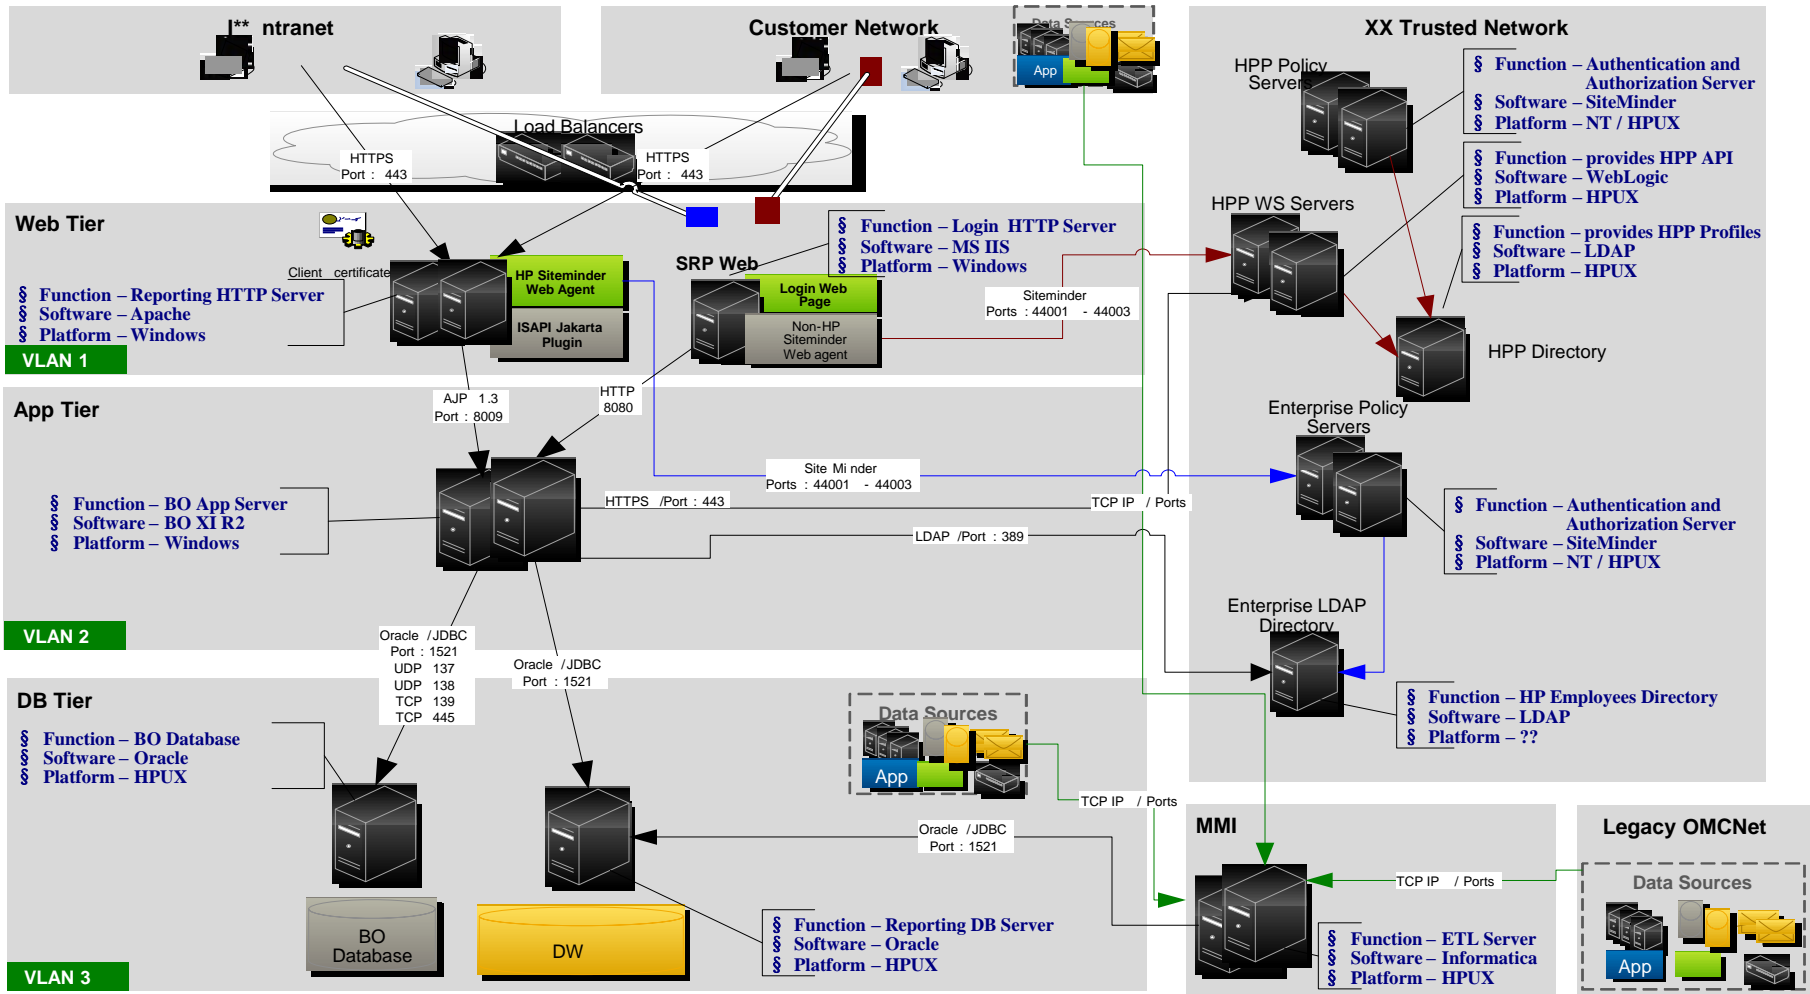 I** ntranet
Customer Network
Data Sources
App
XX Trusted Network
HPP Policy
Servers
§ Function – Authentication and
Authorization Server
§ Software – SiteMinder
§ Platform – NT / HPUX
Load Balancers
HTTPS
Port : 443
HTTPS
Port : 443
§ Function – provides HPP API
§ Software – WebLogic
§ Platform – HPUX
HPP WS Servers
Web Tier
§ Function – Login HTTP Server
§ Software – MS IIS
§ Platform – Windows
§ Function – provides HPP Profiles
§ Software – LDAP
§ Platform – HPUX
Client certificate
HP Siteminder
Web Agent
ISAPI Jakarta
Plugin
SRP Web
Login Web
Page
Non-HP
Siteminder
Web agent
Siteminder
Ports : 44001 - 44003
§ Function – Reporting HTTP Server
§ Software – Apache
§ Platform – Windows
VLAN 1
HPP Directory
App Tier
AJP 1.3
Port : 8009
HTTP
8080
Enterprise Policy
Servers
Site Minder
Ports : 44001 - 44003
HTTPS /Port : 443
TCP IP / Ports
§ Function – BO App Server
§ Software – BO XI R2
§ Platform – Windows
LDAP /Port : 389
§ Function – Authentication and
Authorization Server
§ Software – SiteMinder
§ Platform – NT / HPUX
VLAN 2
Enterprise LDAP
Directory
Oracle /JDBC
Port : 1521
UDP 137
UDP 138
TCP 139
TCP 445
Oracle /JDBC
Port : 1521
DB Tier
§ Function – BO Database
§ Software – Oracle
§ Platform – HPUX
Data Sources
App
§ Function – HP Employees Directory
§ Software – LDAP
§ Platform – ??
TCP IP / Ports
Oracle /JDBC
Port : 1521
MMI
Legacy OMCNet
TCP IP / Ports
Data Sources
App
BO
Database
DW
§ Function – Reporting DB Server
§ Software – Oracle
§ Platform – HPUX
§ Function – ETL Server
§ Software – Informatica
§ Platform – HPUX
VLAN 3